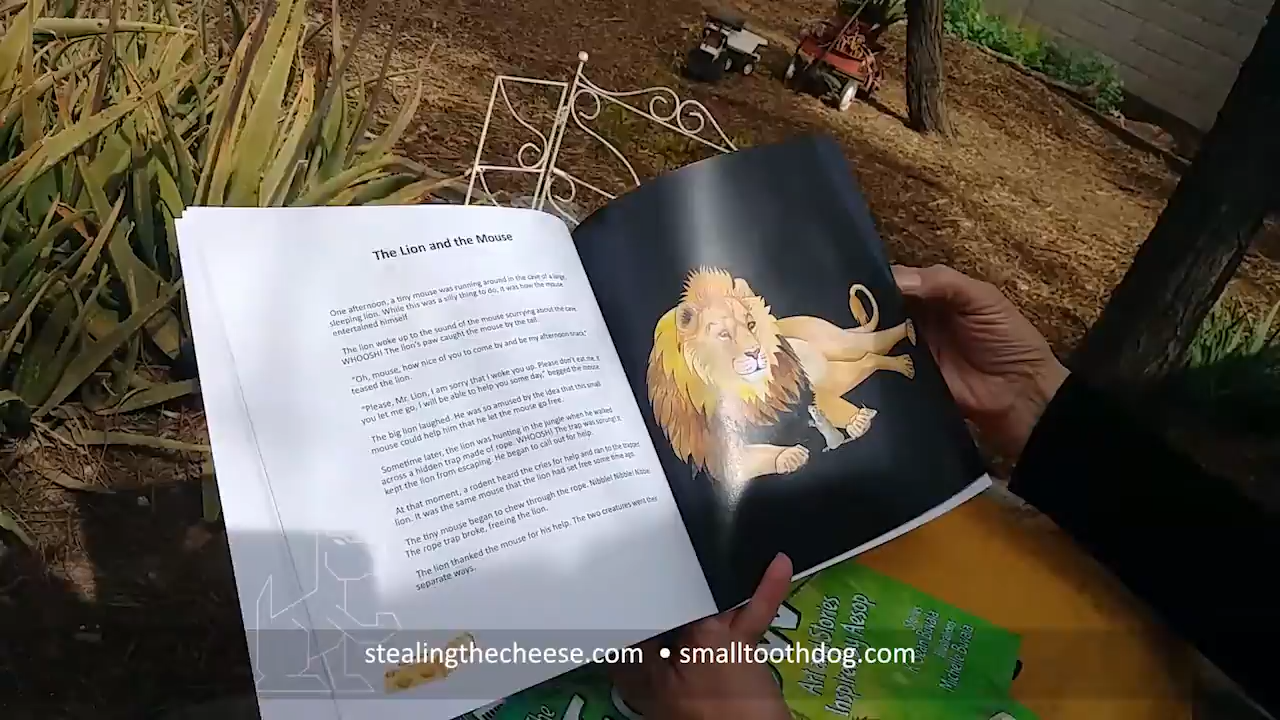 The Lion and the Mouse
One afternoon, a tiny mouse was running around in the cave of a large,
sleeping lion. While this was a silly thing to do, it was how the mouse
entertained himself.
The lion woke up to the sound of the mouse scurrying about the cave.
WHOOSH! The lion's paw caught the mouse by the tail.
"Oh, mouse, how nice of you to come by and be my afternoon snack,"
teased the lion.
"Please, Mr. Lion, I am sorry that I woke you up. Please don't eat me. If
you let me go, I will be able to help you some day," begged the mouse.
The big lion laughed. He was so amused by the idea that this small
mouse could help him that he let the mouse go free.
Sometime later, the lion was hunting in the jungle when he walked
across a hidden trap made of rope. WHOOSH! The trap was sprung! It
kept the lion from escaping. He began to call out for help.
At that moment, a rodent heard the cries for help and ran to the trapped
lion. It was the same mouse that the lion had set free some time ago.
The tiny mouse began to chew through the rope. Nibble! Nibble! Nibble!
The rope trap broke, freeing the lion.
The lion thanked the mouse for his help. The two creatures went their
separate ways.
Art and Stories
Inspired by Aesop
Stories
Michelle
the
stealingthecheese.com • smalltoothdog.com